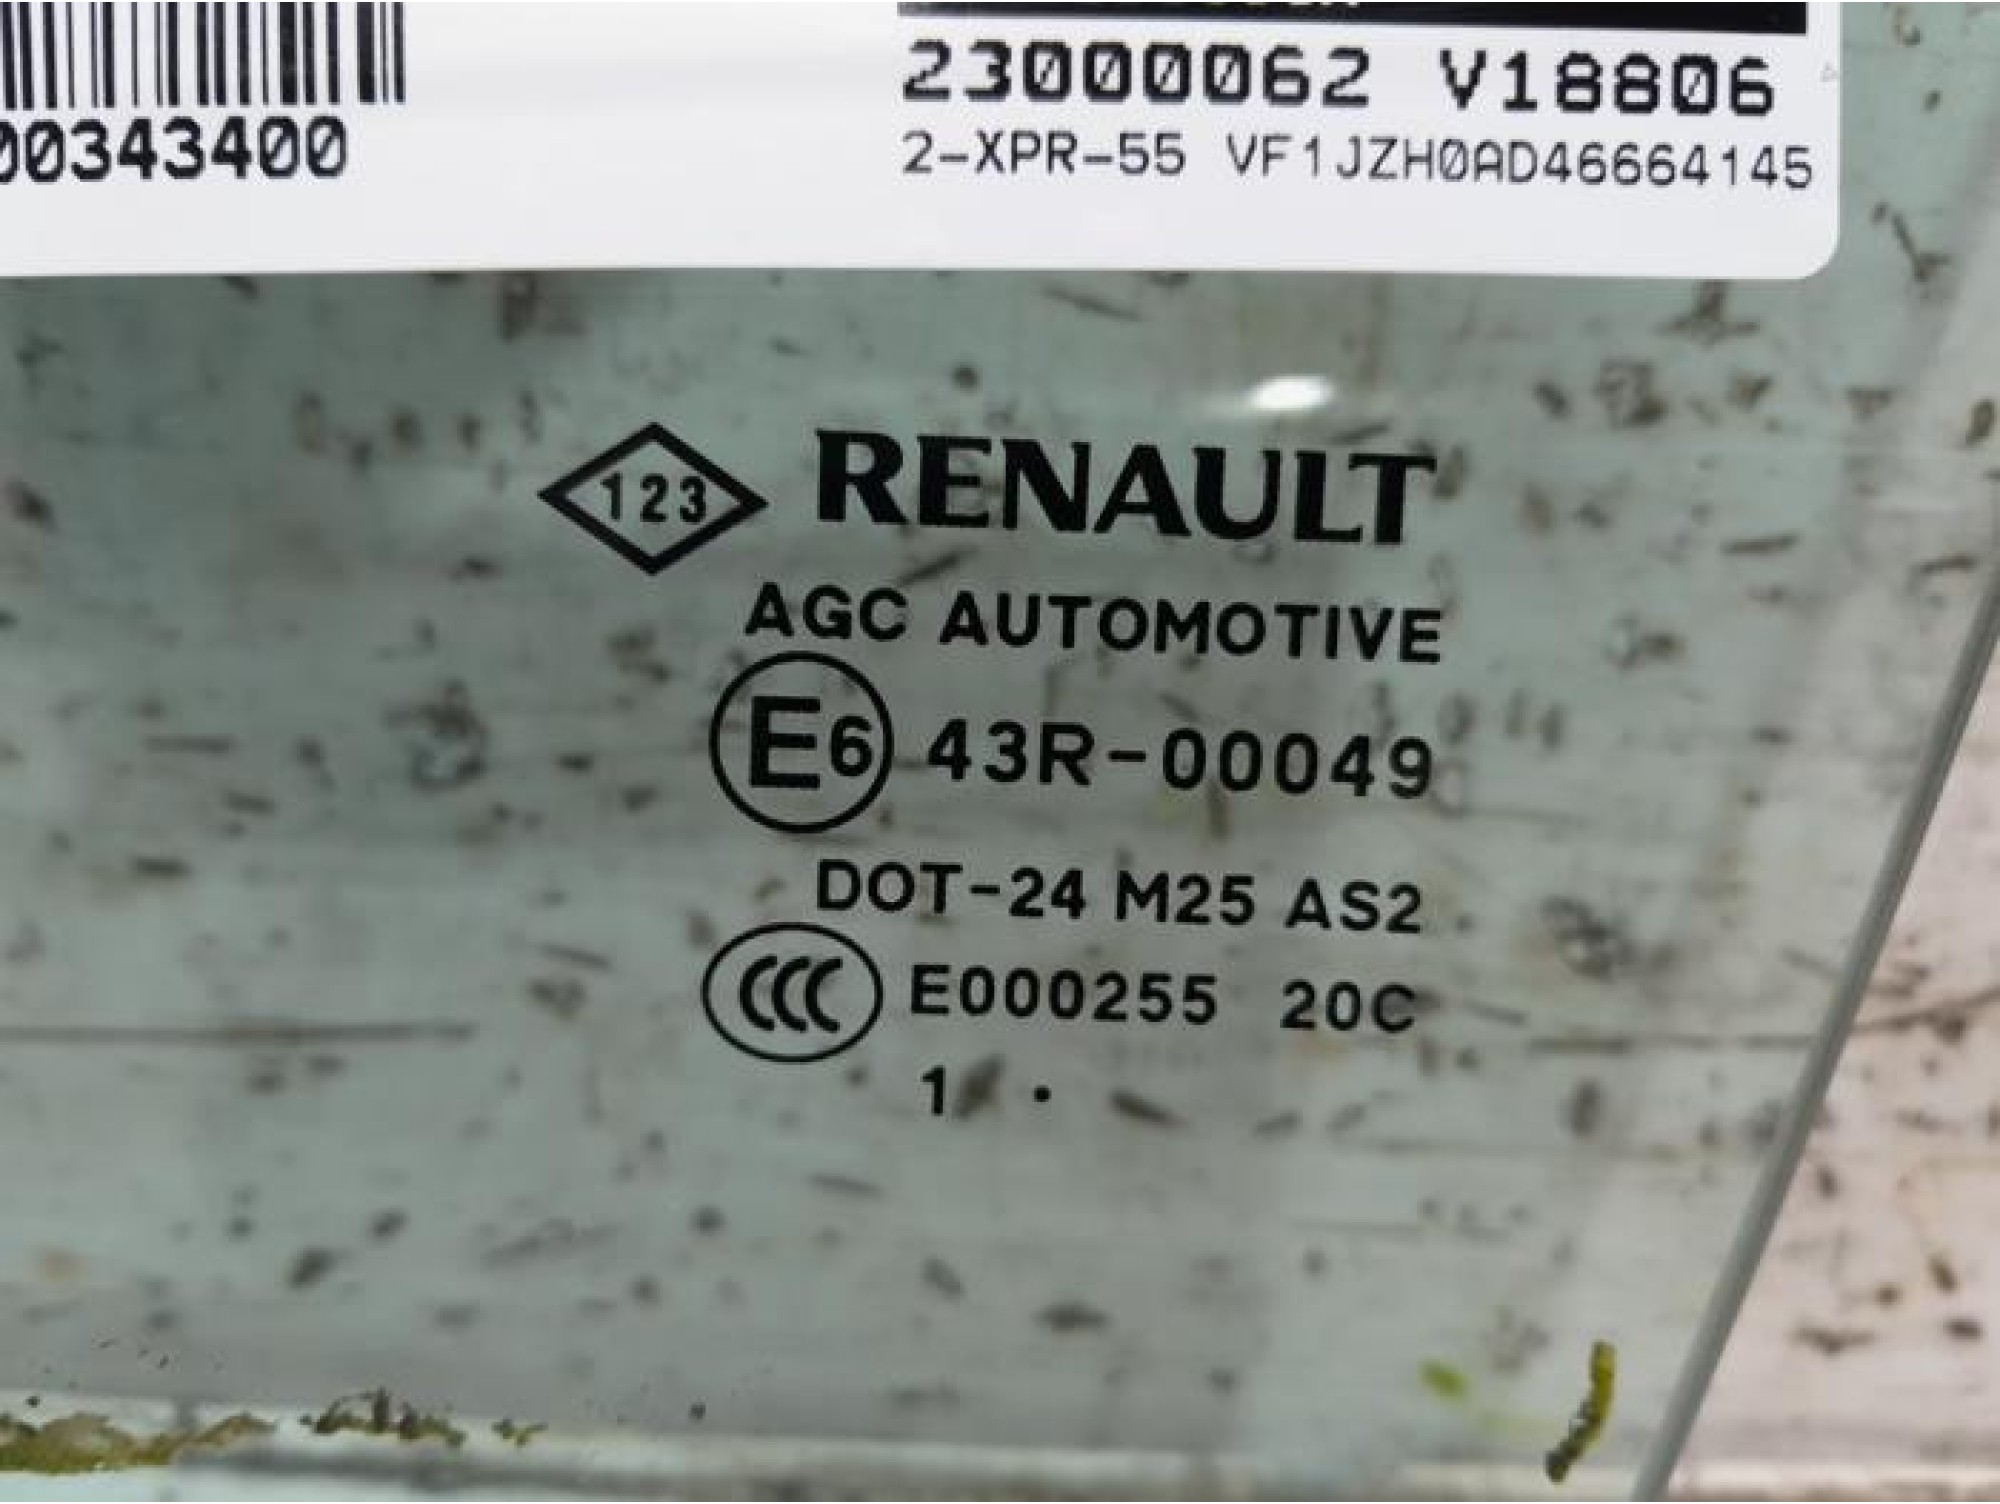 00343400
23000062 V18806
2-XPR-55 VF1JZH0AD46664145
123 RENAULT
AGC AUTOMOTIVE
E6 43R-00049
DOT-24 M25 AS2
CCC E000255 20C
1 .